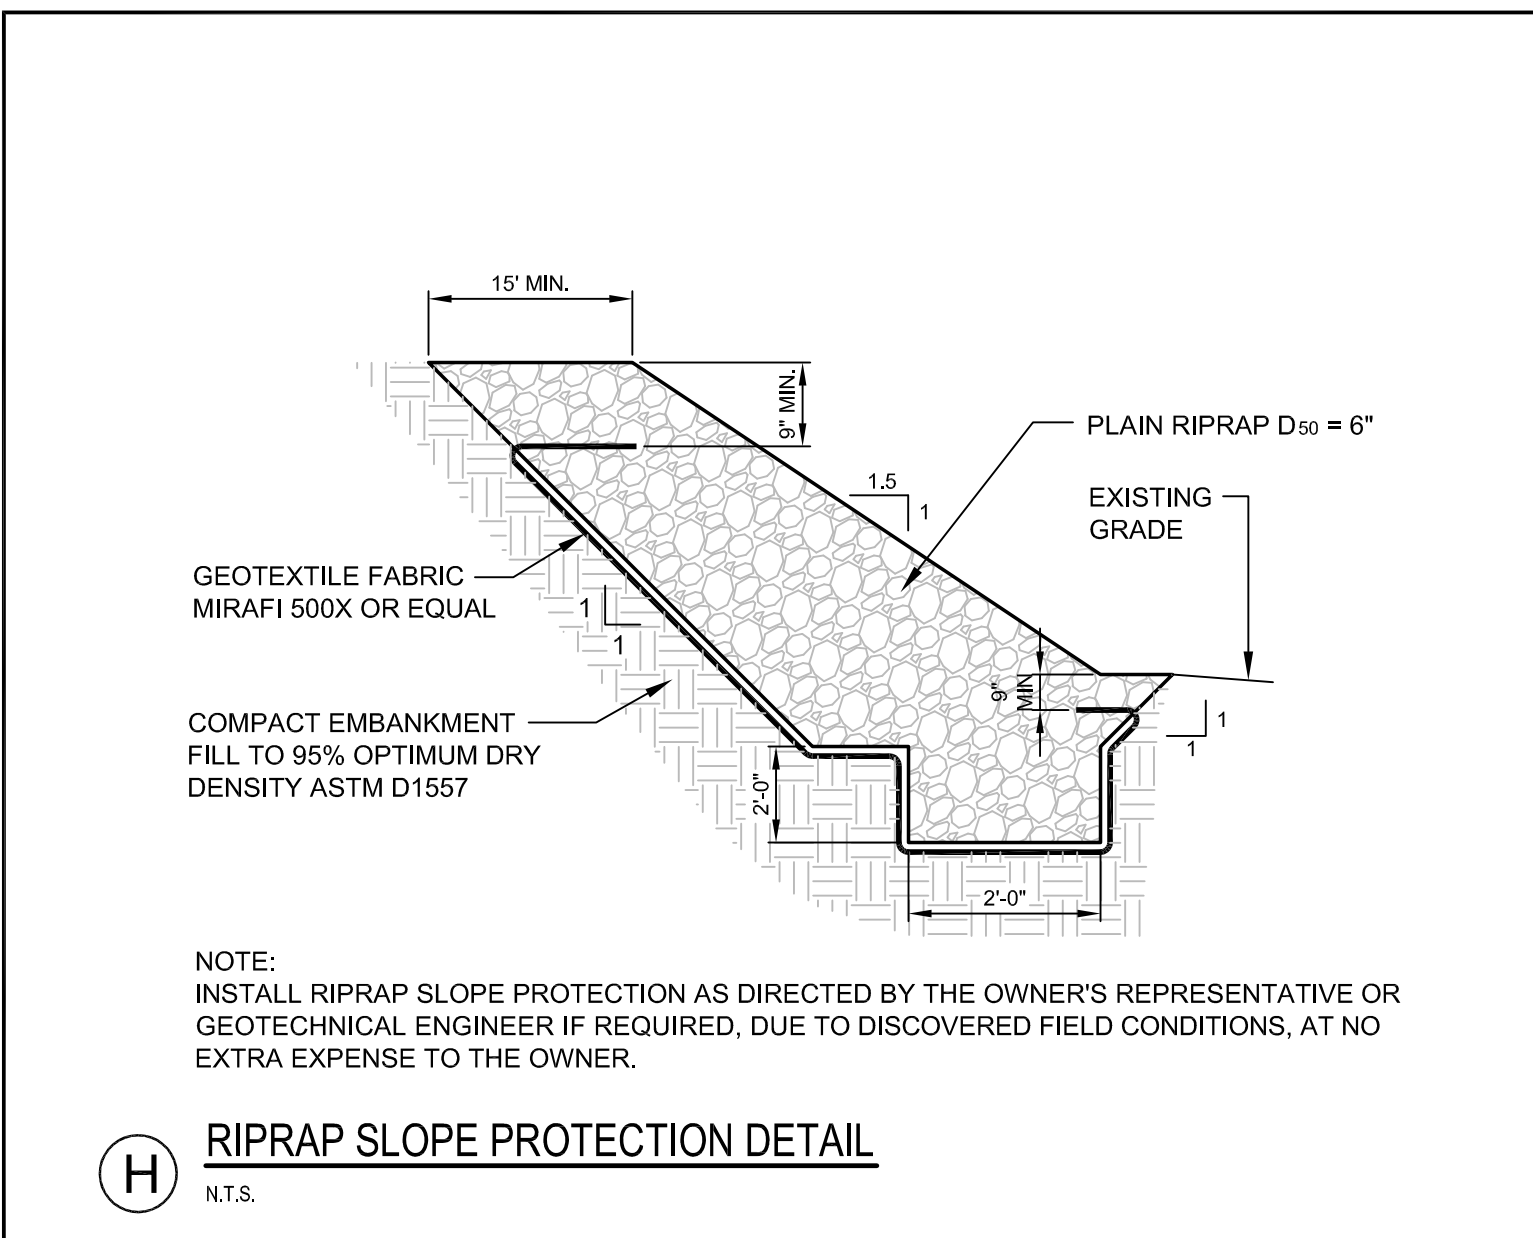 15' MIN.
9" MIN.
PLAIN RIPRAP D50 = 6"
1.5
1
EXISTING
GRADE
GEOTEXTILE FABRIC
MIRAFI 500X OR EQUAL
1
1
9"
MIN
1
1
COMPACT EMBANKMENT
FILL TO 95% OPTIMUM DRY
DENSITY ASTM D1557
2'-0"
2'-0"
NOTE:
INSTALL RIPRAP SLOPE PROTECTION AS DIRECTED BY THE OWNER'S REPRESENTATIVE OR
GEOTECHNICAL ENGINEER IF REQUIRED, DUE TO DISCOVERED FIELD CONDITIONS, AT NO
EXTRA EXPENSE TO THE OWNER.
H
RIPRAP SLOPE PROTECTION DETAIL
N.T.S.